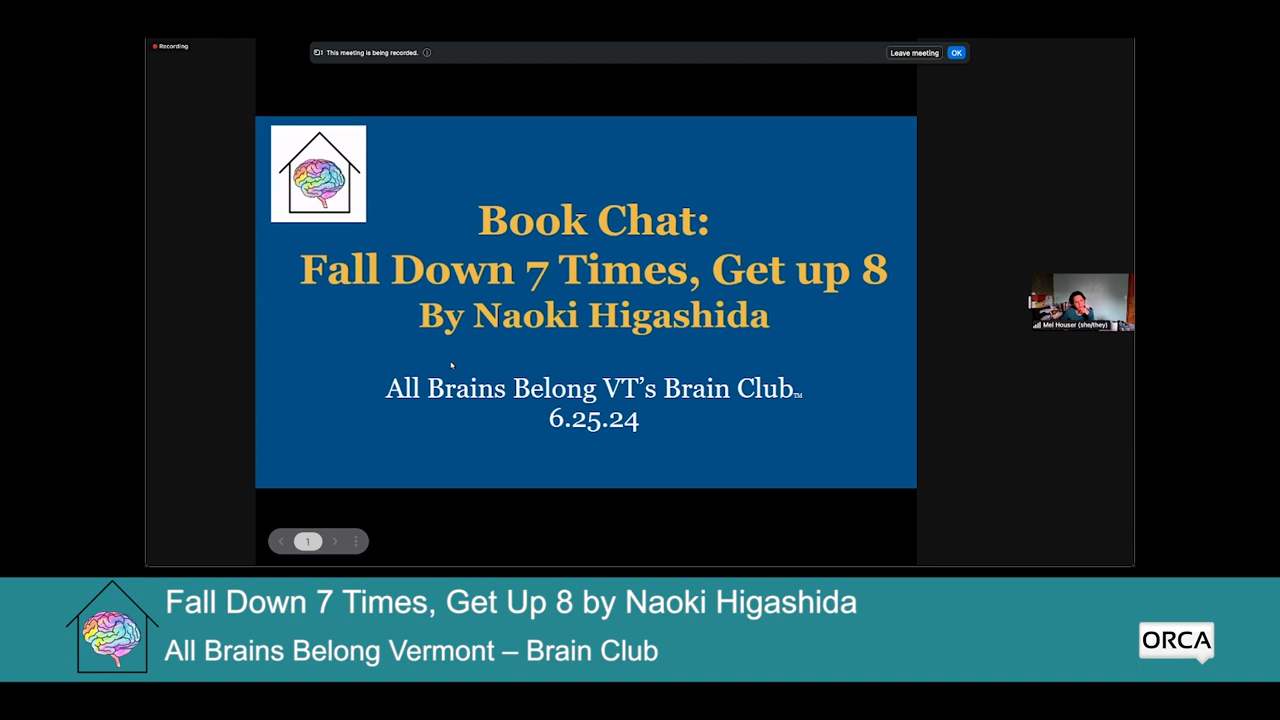 Recording
This meeting is being recorded.
Leave meeting
OK
Book Chat:
Fall Down 7 Times, Get up 8
By Naoki Higashida
All Brains Belong VT's Brain Club™
6.25.24
Mel Houser (she/they)
1
Fall Down 7 Times, Get Up 8 by Naoki Higashida
All Brains Belong Vermont – Brain Club
ORCA